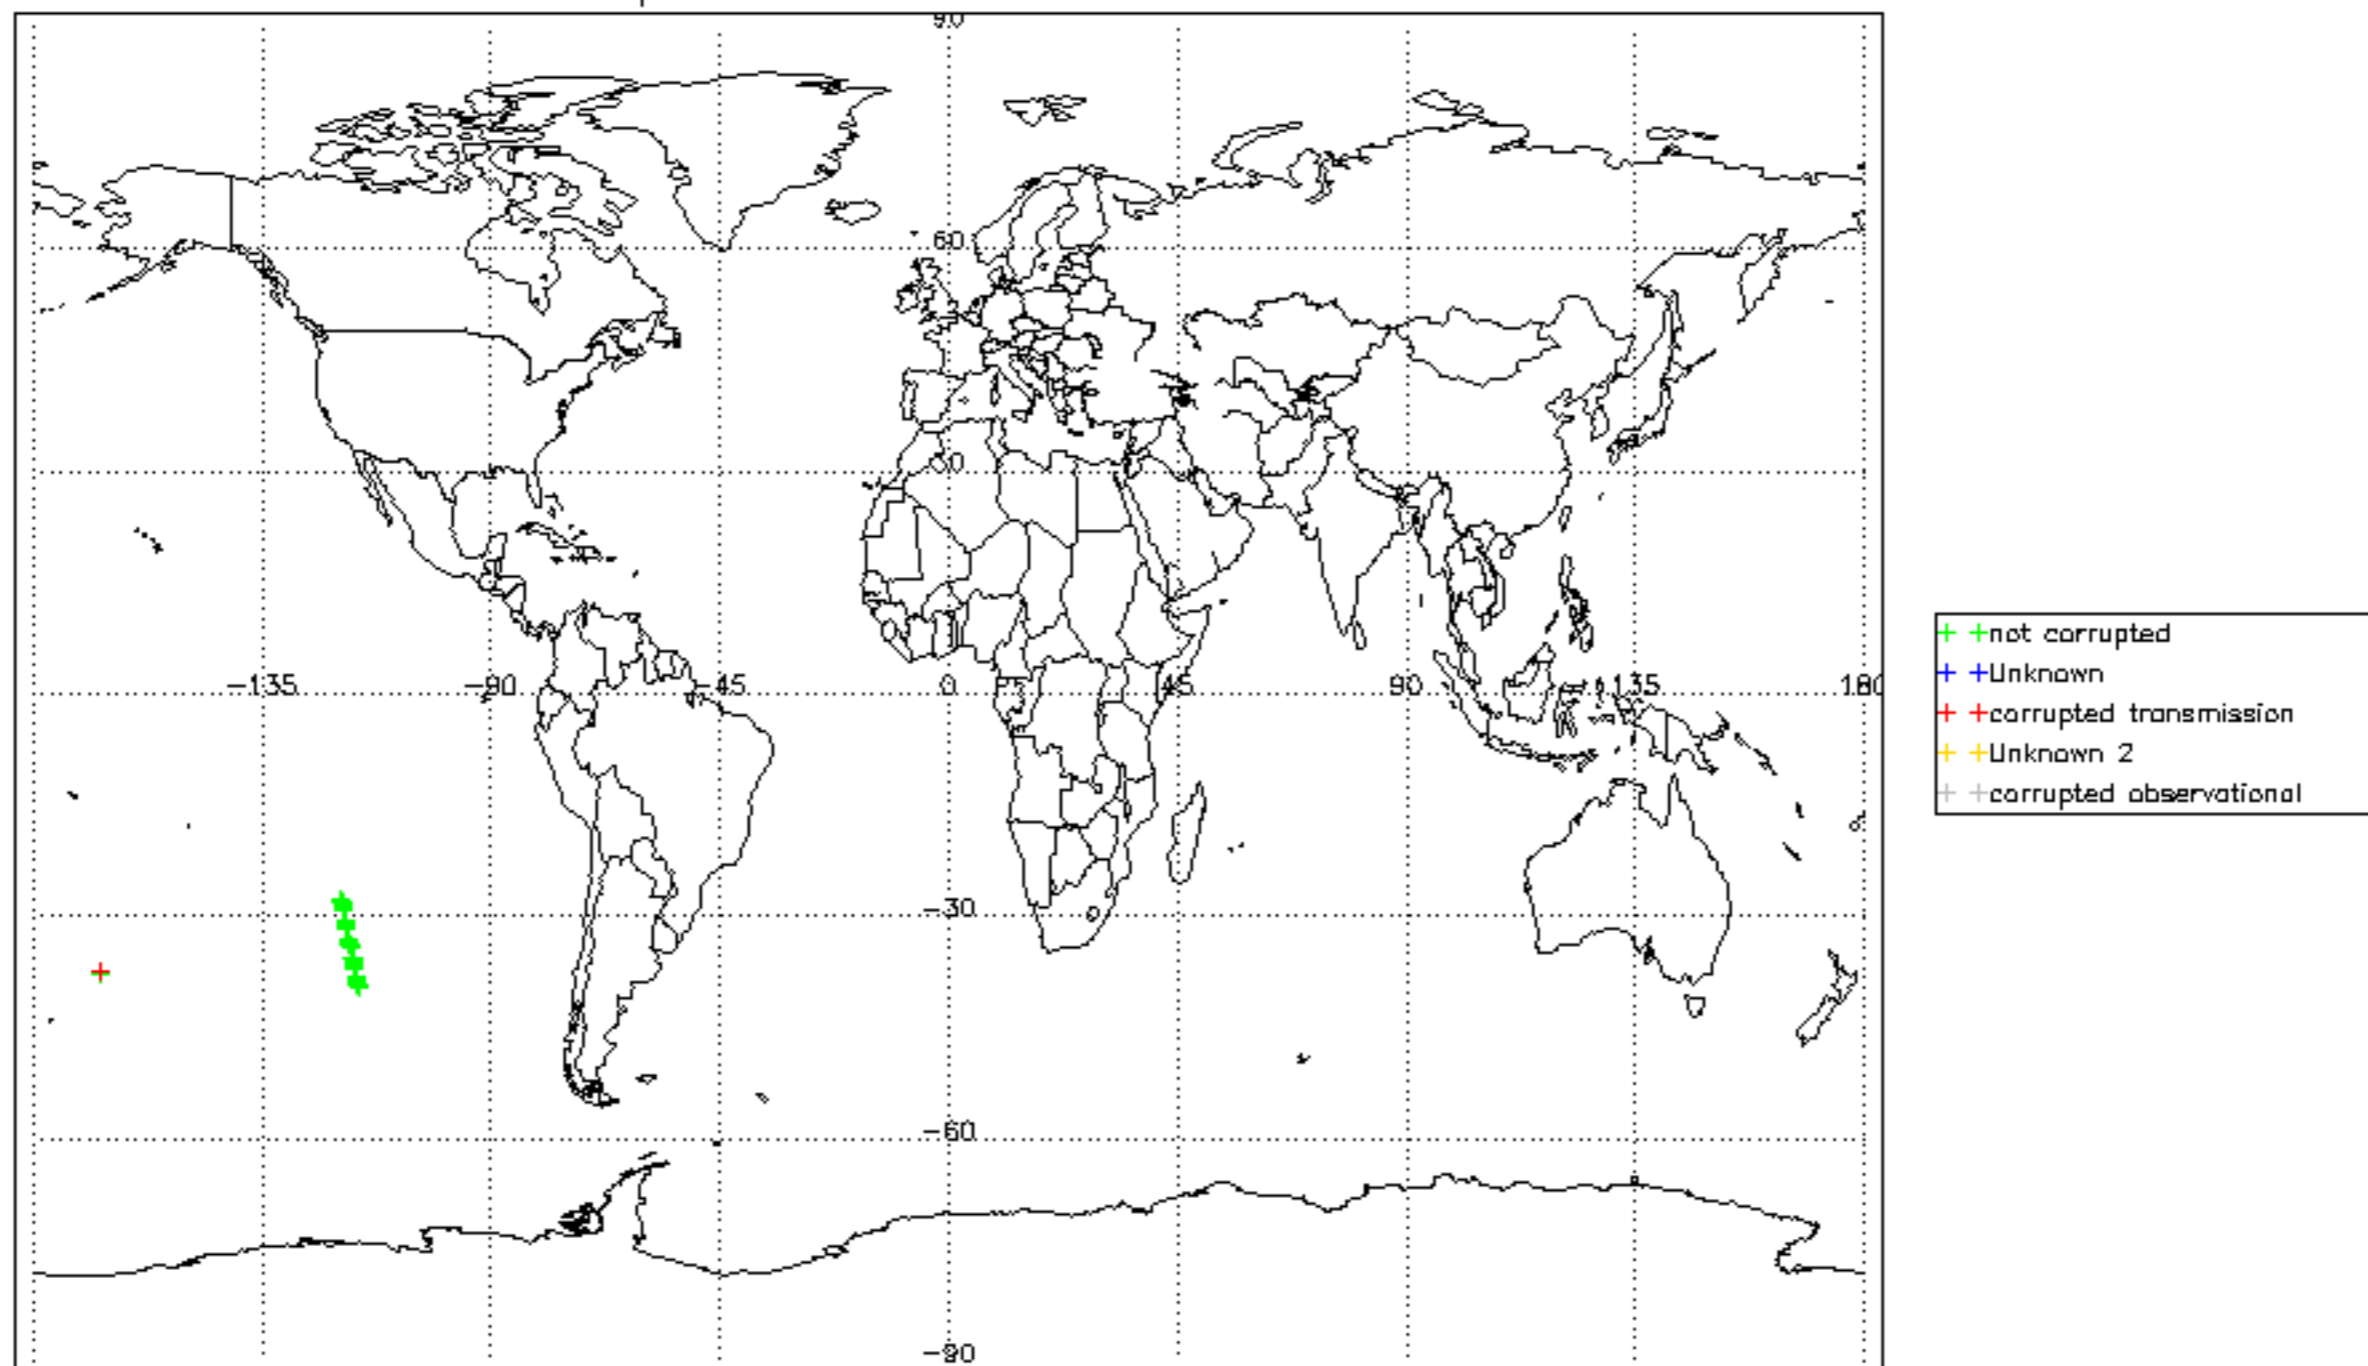 90
60
30
-135 -90 -45 0 45 90 135 180
-30
-60
-90
not corrupted
Unknown
corrupted transmission
Unknown 2
corrupted observational